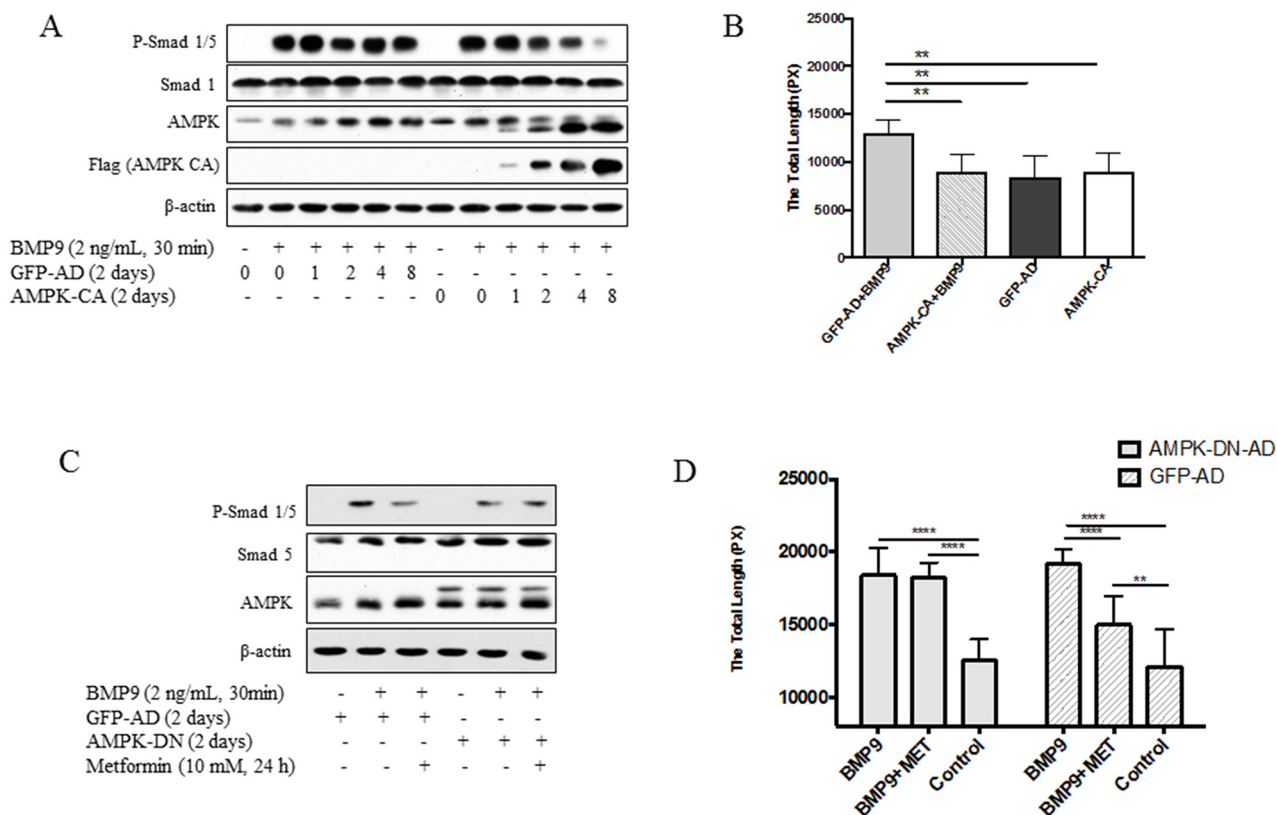 A
P-Smad 1/5
Smad 1
AMPK
Flag (AMPK CA)
β-actin
BMP9 (2 ng/mL, 30 min) - + + + + + - + + + + +
GFP-AD (2 days) 0 0 1 2 4 8 - - - - - -
AMPK-CA (2 days) - - - - - - 0 0 1 2 4 8
B
The Total Length (PX)
25000
20000
15000
10000
5000
0
**
**
**
GFP-AD+BMP9
AMPK-CA+BMP9
GFP-AD
AMPK-CA
C
P-Smad 1/5
Smad 5
AMPK
β-actin
BMP9 (2 ng/mL, 30min) - + + - + +
GFP-AD (2 days) + + + - - -
AMPK-DN (2 days) - - - + + +
Metformin (10 mM, 24 h) - - + - - +
D
AMPK-DN-AD
GFP-AD
The Total Length (PX)
25000
20000
15000
10000
****
****
****
****
**
BMP9
BMP9+MET
Control
BMP9
BMP9+MET
Control